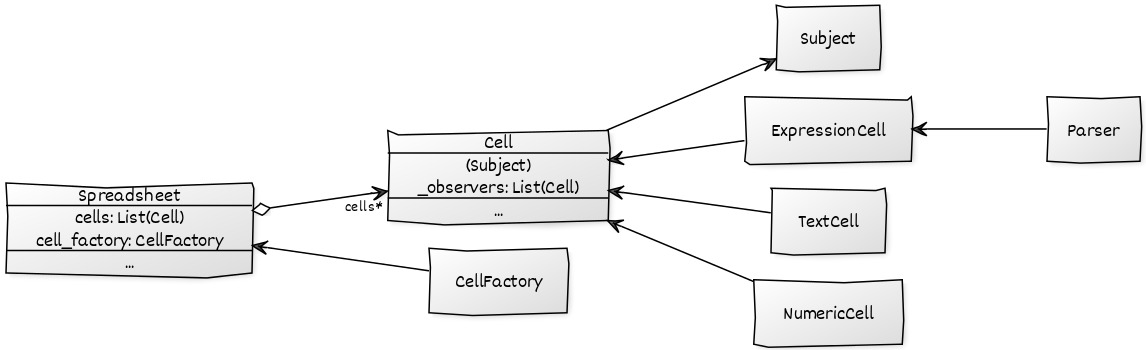 Subject
Cell
(Subject)
_observers: List(Cell)
...
ExpressionCell
Parser
Spreadsheet
cells: List(Cell)
cell_factory: CellFactory
...
cells*
TextCell
CellFactory
NumericCell